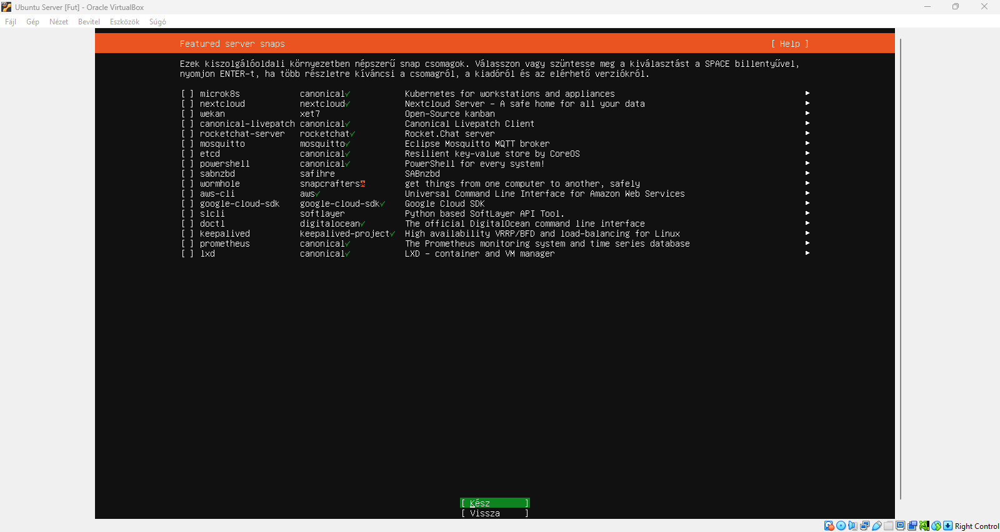 Ubuntu Server [Fut] - Oracle VirtualBox
Fájl Gép Nézet Bevitel Eszközök Súgó
Featured server snaps [ Help ]
Ezek kiszolgálóoldali környezetben népszerű snap csomagok. Válasszon vagy szüntesse meg a kiválasztást a SPACE billentyűvel,
nyomjon ENTER-t, ha több részletre kíváncsi a csomagról, a kiadóról és az elérhető verziókról.
[ ] microk8s canonical✓ Kubernetes for workstations and appliances ▸
[ ] nextcloud nextcloud✓ Nextcloud Server - A safe home for all your data ▸
[ ] wekan xet7 Open-Source kanban ▸
[ ] canonical-livepatch canonical✓ Canonical Livepatch Client ▸
[ ] rocketchat-server rocketchat✓ Rocket.Chat server ▸
[ ] mosquitto mosquitto✓ Eclipse Mosquitto MQTT broker ▸
[ ] etcd canonical✓ Resilient key-value store by CoreOS ▸
[ ] powershell canonical✓ PowerShell for every system! ▸
[ ] sabnzbd safihre SABnzbd ▸
[ ] wormhole snapcrafters get things from one computer to another, safely ▸
[ ] aws-cli aws✓ Universal Command Line Interface for Amazon Web Services ▸
[ ] google-cloud-sdk google-cloud-sdk✓ Google Cloud SDK ▸
[ ] slcli softlayer Python based SoftLayer API Tool. ▸
[ ] doctl digitalocean✓ The official DigitalOcean command line interface ▸
[ ] keepalived keepalived-project✓ High availability VRRP/BFD and load-balancing for Linux ▸
[ ] prometheus canonical✓ The Prometheus monitoring system and time series database ▸
[ ] lxd canonical✓ LXD - container and VM manager ▸
[ Kész ]
[ Vissza ]
Right Control